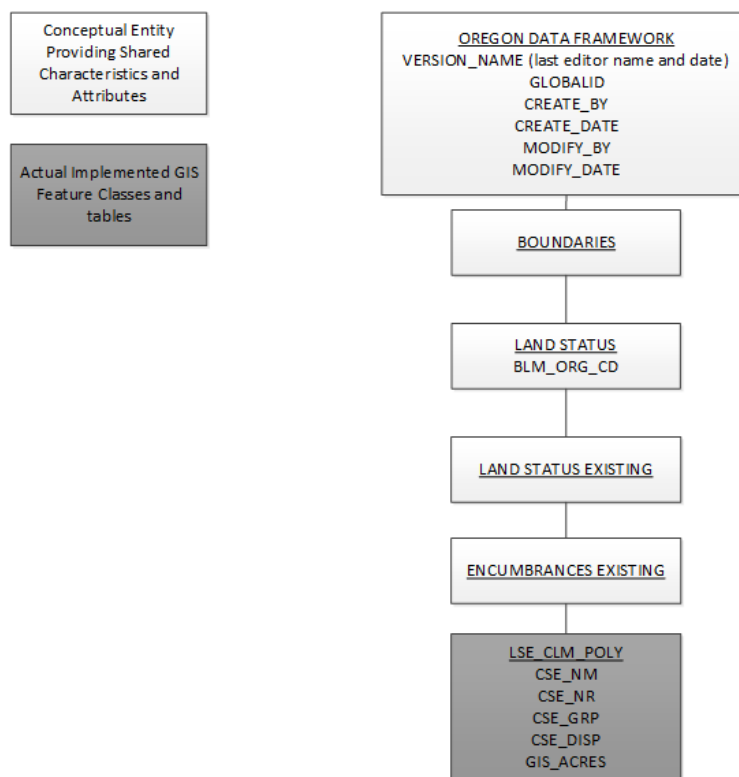 Conceptual Entity
Providing Shared
Characteristics and
Attributes
Actual Implemented GIS
Feature Classes and
tables
OREGON DATA FRAMEWORK
VERSION_NAME (last editor name and date)
GLOBALID
CREATE_BY
CREATE_DATE
MODIFY_BY
MODIFY_DATE
BOUNDARIES
LAND STATUS
BLM_ORG_CD
LAND STATUS EXISTING
ENCUMBRANCES EXISTING
LSE_CLM_POLY
CSE_NM
CSE_NR
CSE_GRP
CSE_DISP
GIS_ACRES